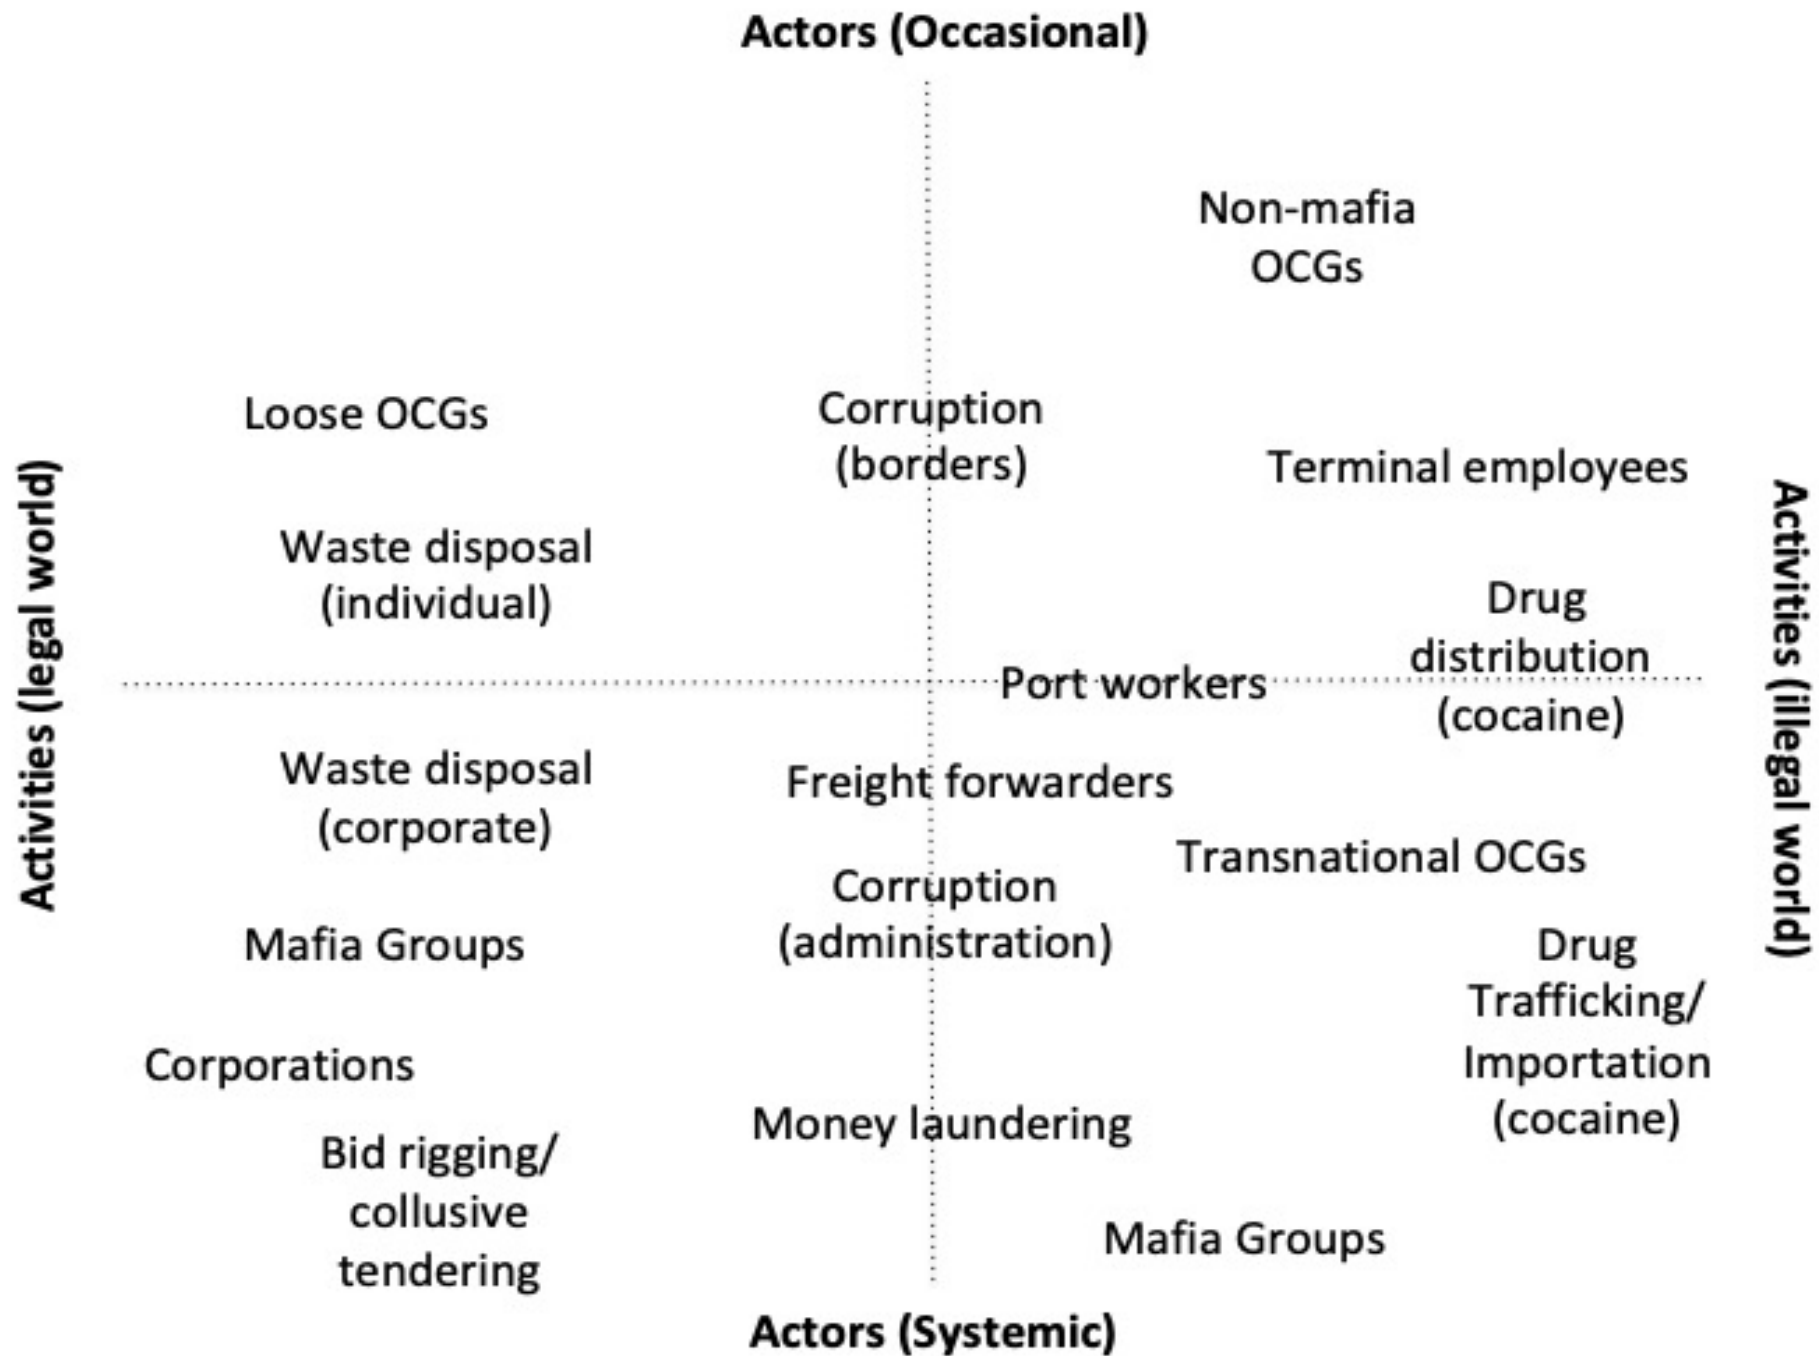 Actors (Occasional)
Non-mafia
OCGs
Loose OCGs
Corruption
(borders)
Terminal employees
Activities (legal world)
Activities (illegal world)
Waste disposal
(individual)
Drug
distribution
(cocaine)
Port workers
Waste disposal
(corporate)
Freight forwarders
Transnational OCGs
Corruption
(administration)
Mafia Groups
Drug
Trafficking/
Importation
(cocaine)
Corporations
Money laundering
Bid rigging/
collusive
tendering
Mafia Groups
Actors (Systemic)